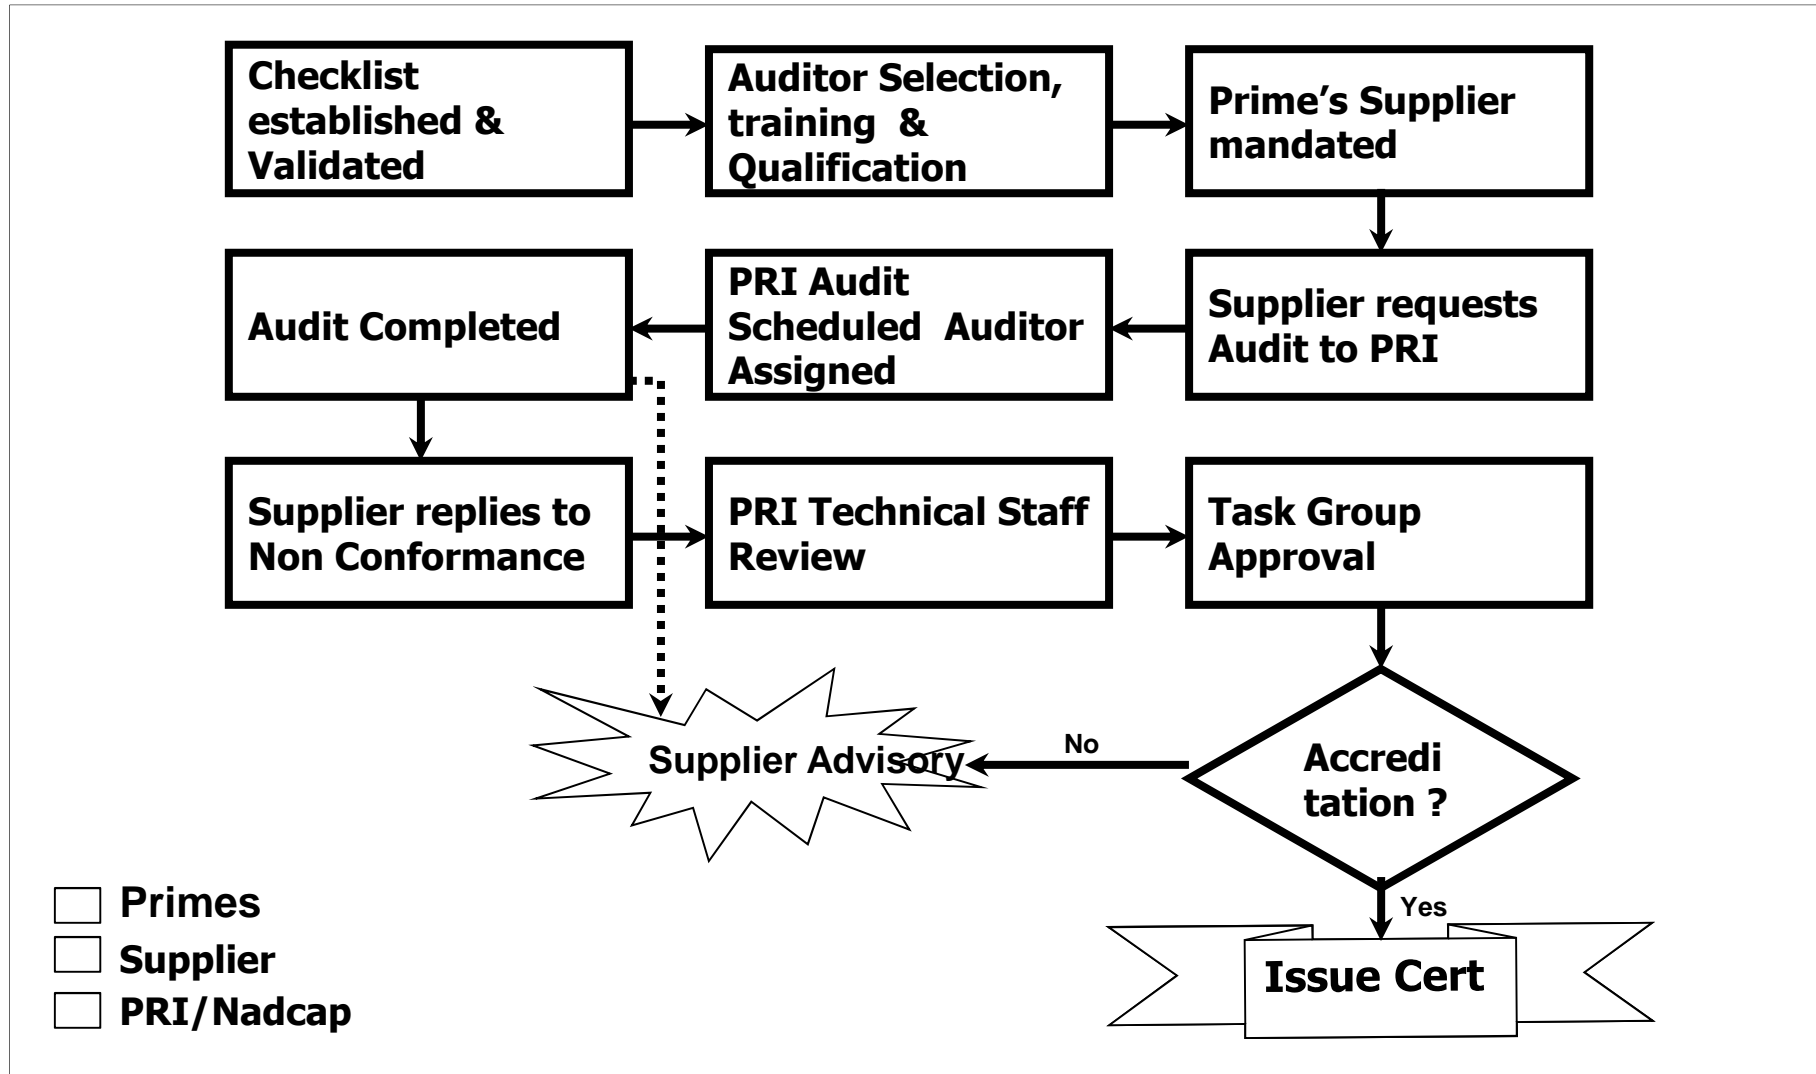 Checklist
established &
Validated
Auditor Selection,
training &
Qualification
Prime's Supplier
mandated
Audit Completed
PRI Audit
Scheduled Auditor
Assigned
Supplier requests
Audit to PRI
Supplier replies to
Non Conformance
PRI Technical Staff
Review
Task Group
Approval
Supplier Advisory
No
Accredi
tation ?
Yes
Issue Cert
Primes
Supplier
PRI/Nadcap